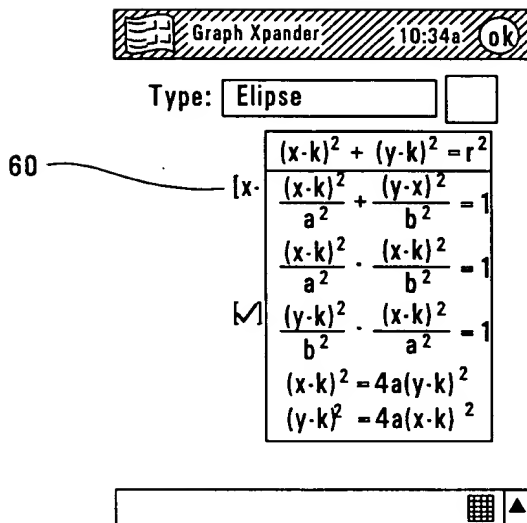 Graph Xpander 10:34a ok
Type: Elipse
(x-k)² + (y-k)² = r²
60
[x- (x-k)²/a² + (y-x)²/b² = 1
(x-k)²/a² · (x-k)²/b² = 1
[✓] (y-k)²/b² · (x-k)²/a² = 1
(x-k)² = 4a(y-k)²
(y-k)² = 4a(x-k)²